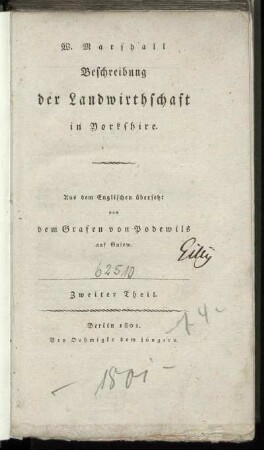 W. Marshall
Beschreibung
der Landwirthschaft
in Yorkshire.
Aus dem Englischen übersetzt
von
dem Grafen von Podewils
auf Gusow.
62510
Zweiter Theil.
Berlin 1801.
Bey Oehmigke dem jüngern.